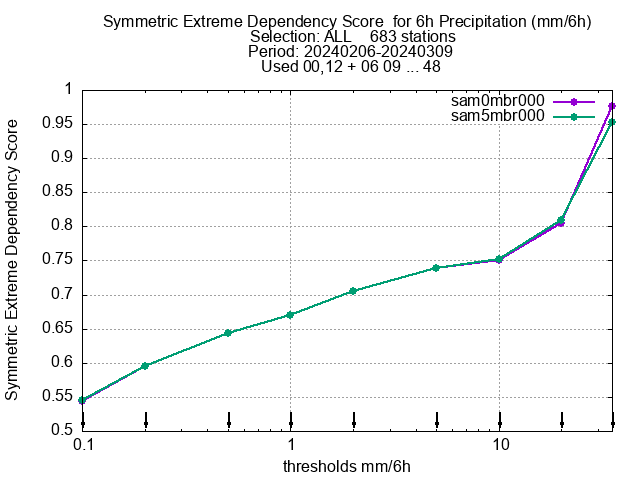 Symmetric Extreme Dependency Score  for 6h Precipitation (mm/6h)
Selection: ALL    683 stations
Period: 20240206-20240309
Used 00,12 + 06 09 ... 48
sam0mbr000
sam5mbr000
Symmetric Extreme Dependency Score
1
0.95
0.9
0.85
0.8
0.75
0.7
0.65
0.6
0.55
0.5
0.1 1 10
thresholds mm/6h